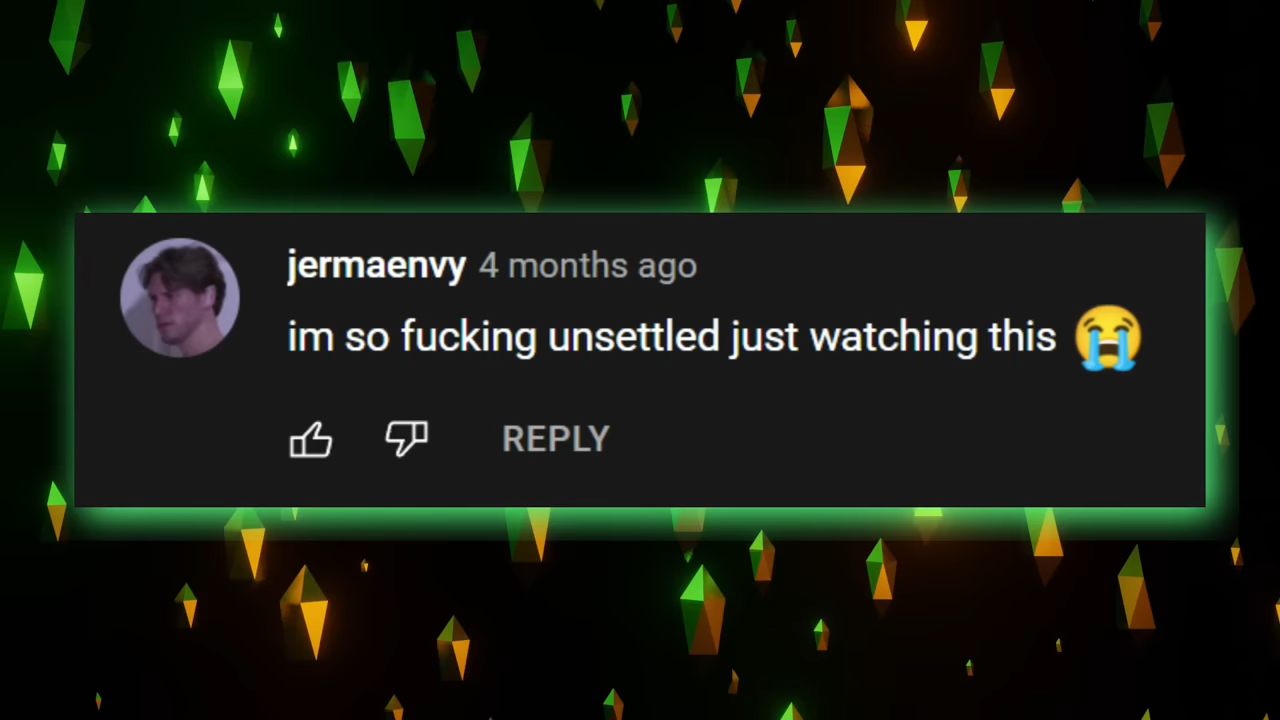 jermaenvy 4 months ago
im so fucking unsettled just watching this 😭
REPLY